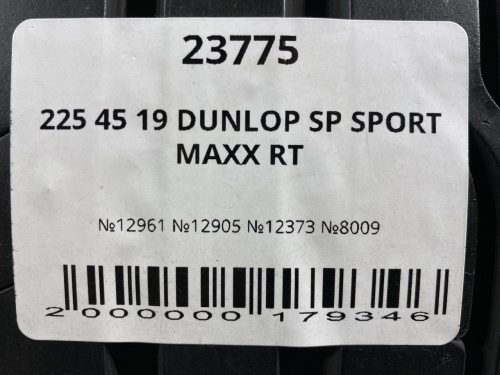 23775
225 45 19 DUNLOP SP SPORT
MAXX RT
№12961 №12905 №12373 №8009
2 000000 179346